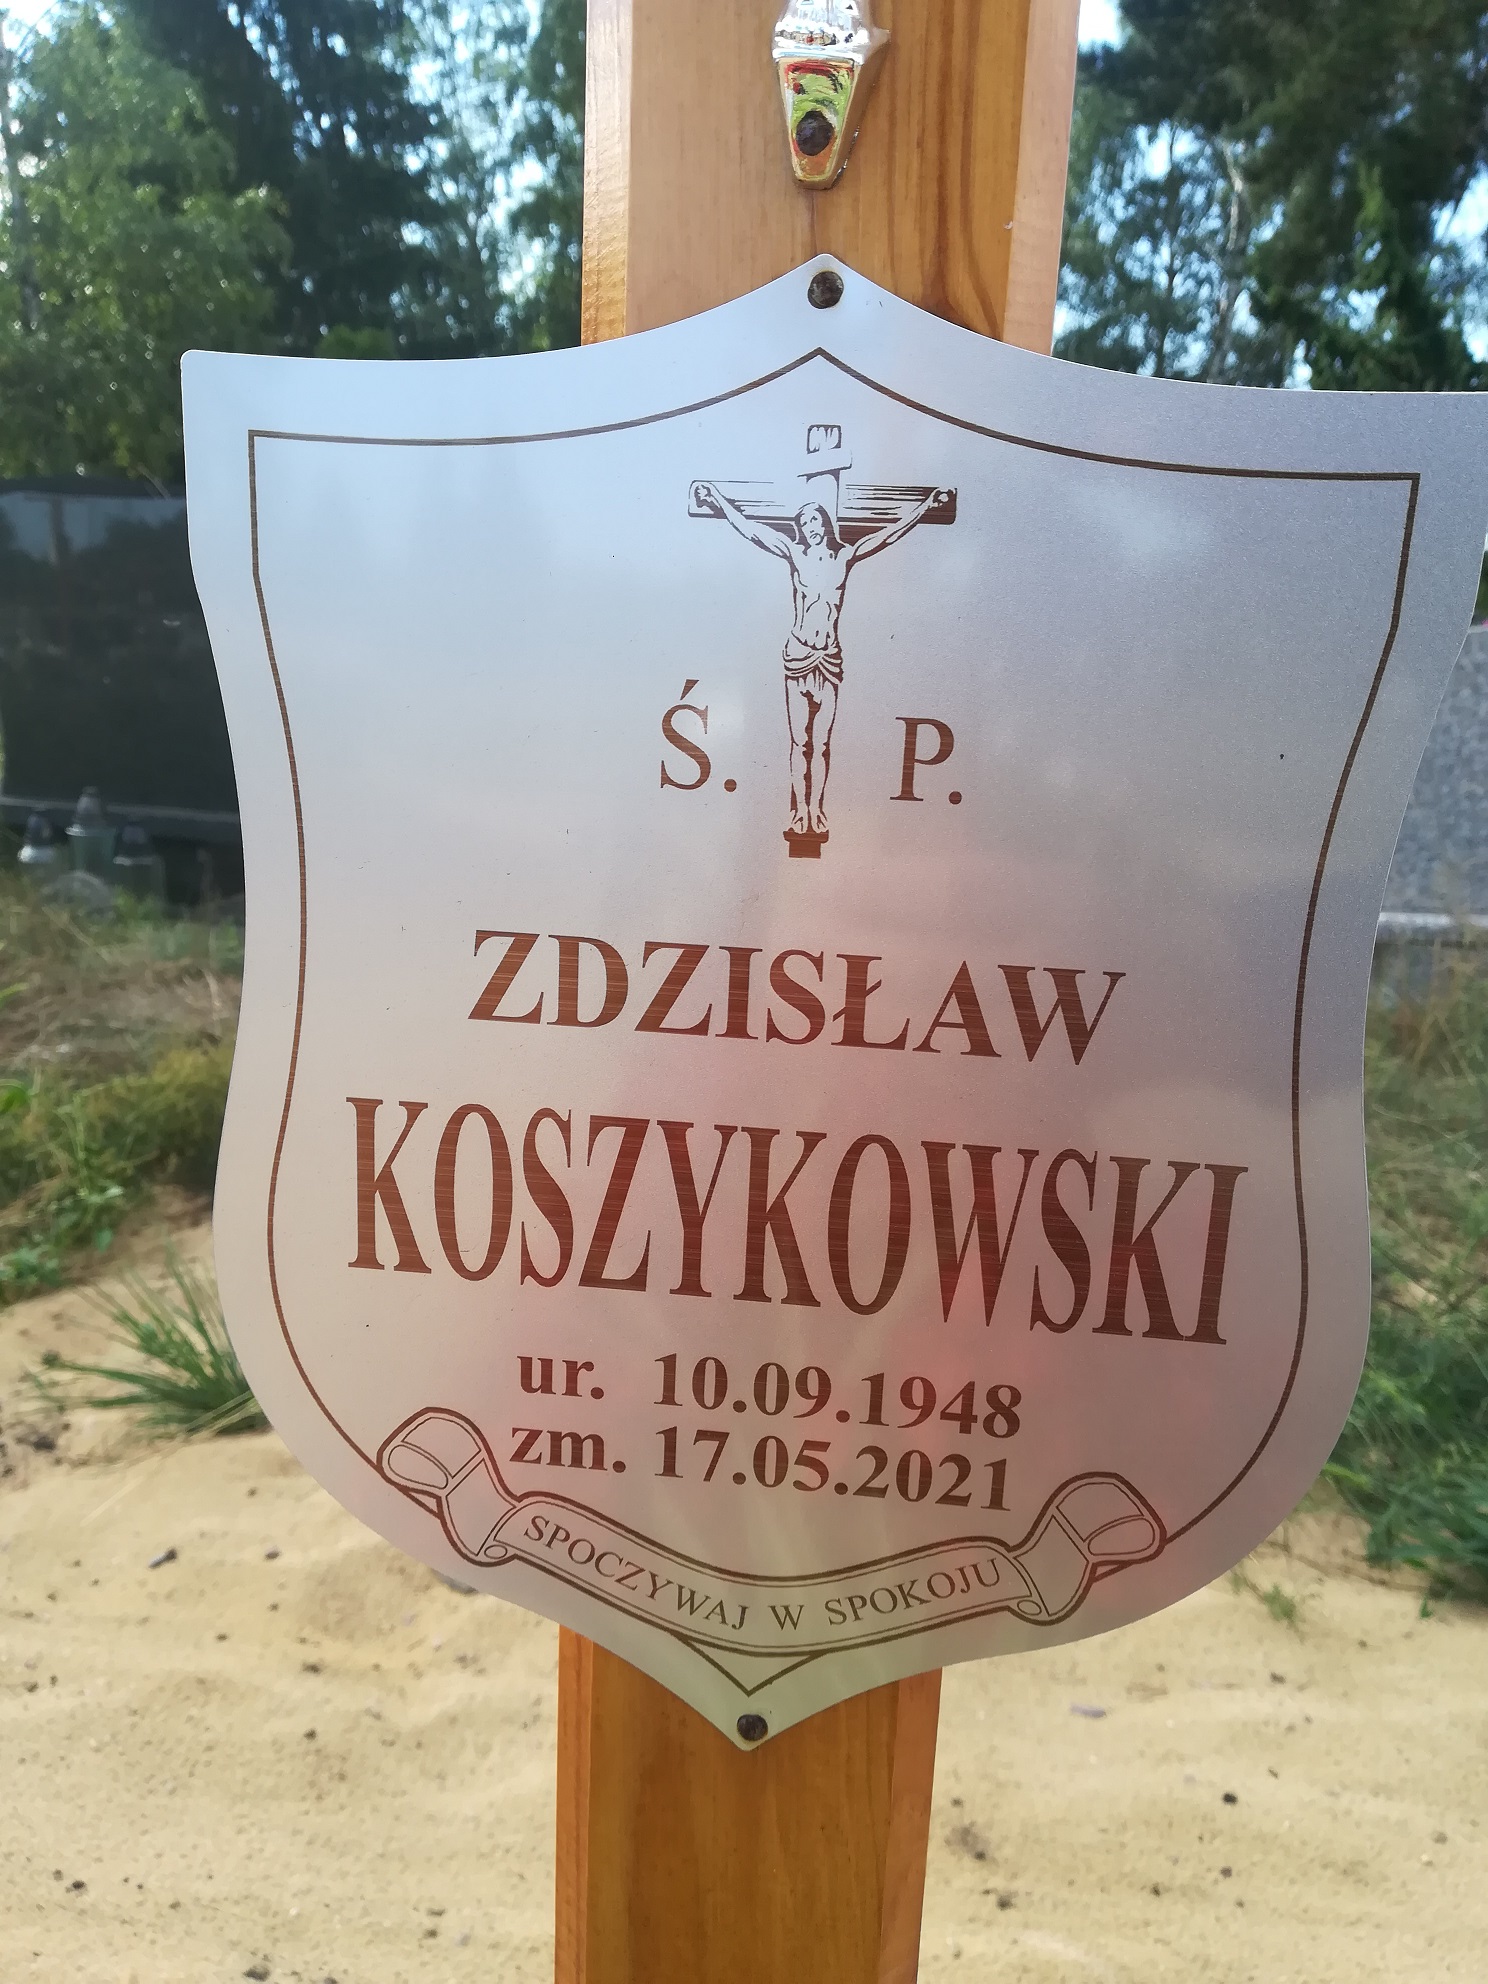 Ś. P.
ZDZISŁAW
KOSZYKOWSKI
ur. 10.09.1948
zm. 17.05.2021
SPOCZYWAJ W SPOKOJU